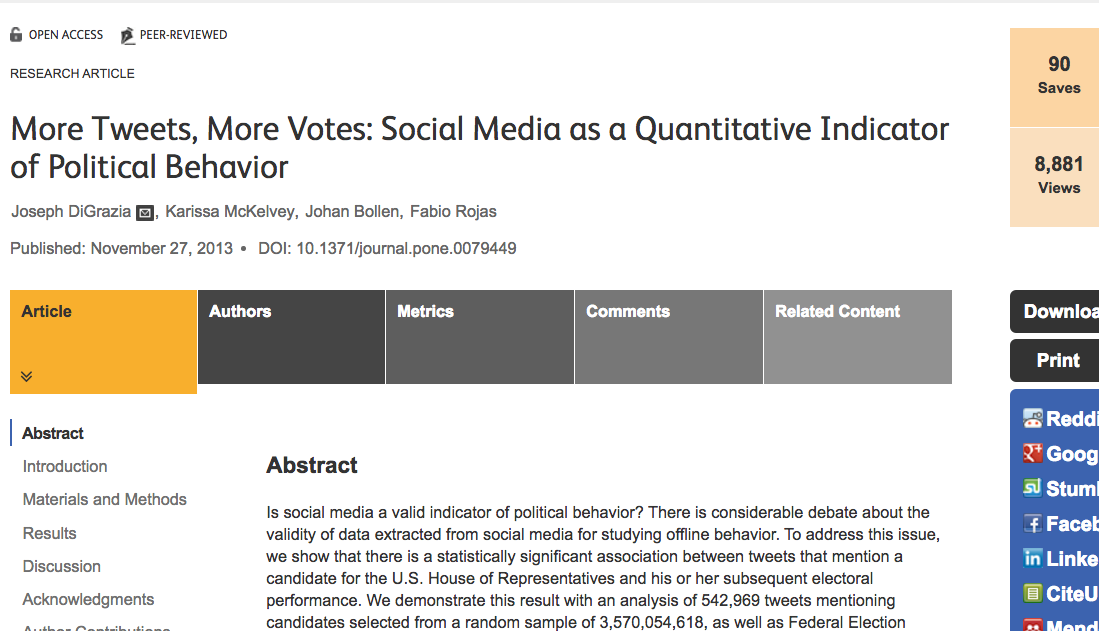 OPEN ACCESS PEER-REVIEWED
RESEARCH ARTICLE
More Tweets, More Votes: Social Media as a Quantitative Indicator
of Political Behavior
Joseph DiGrazia , Karissa McKelvey, Johan Bollen, Fabio Rojas
Published: November 27, 2013 • DOI: 10.1371/journal.pone.0079449
90
Saves
8,881
Views
Article
Authors
Metrics
Comments
Related Content
Abstract
Introduction
Materials and Methods
Results
Discussion
Acknowledgments
Author Contributions
Abstract
Is social media a valid indicator of political behavior? There is considerable debate about the
validity of data extracted from social media for studying offline behavior. To address this issue,
we show that there is a statistically significant association between tweets that mention a
candidate for the U.S. House of Representatives and his or her subsequent electoral
performance. We demonstrate this result with an analysis of 542,969 tweets mentioning
candidates selected from a random sample of 3,570,054,618, as well as Federal Election
Downloa
Print
Reddi
Goog
Stuml
Faceb
Linke
CiteU
Mend